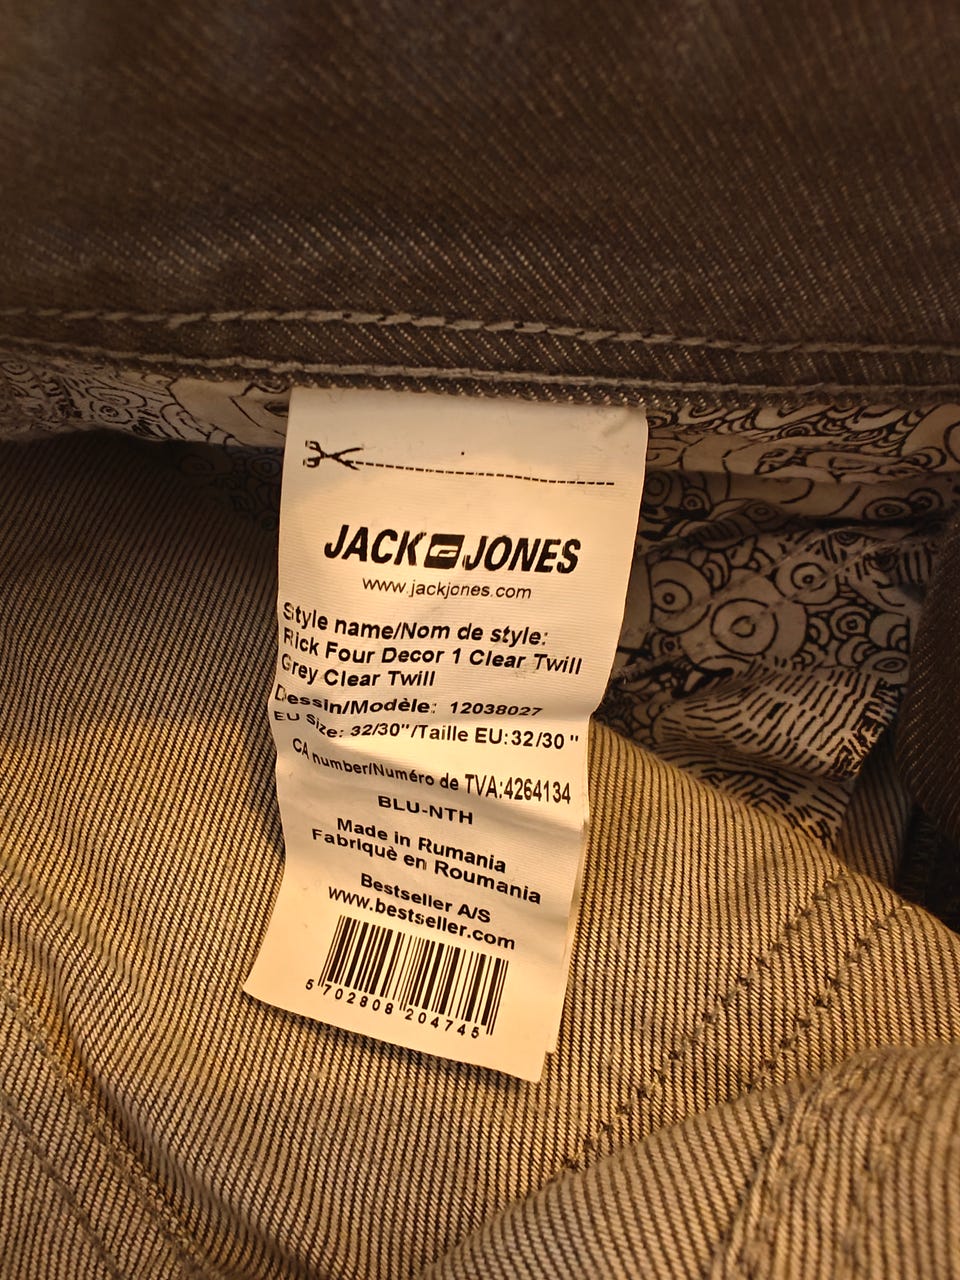 JACK JONES
www.jackjones.com
Style name/Nom de style:
Rick Four Decor 1 Clear Twill
Grey Clear Twill
Dessin/Modèle: 12038027
EU Size: 32/30"/Taille EU:32/30 "
CA number/Numéro de TVA:4264134
BLU-NTH
Made in Rumania
Fabriquè en Roumania
Bestseller A/S
www.bestseller.com
5 702808 204745